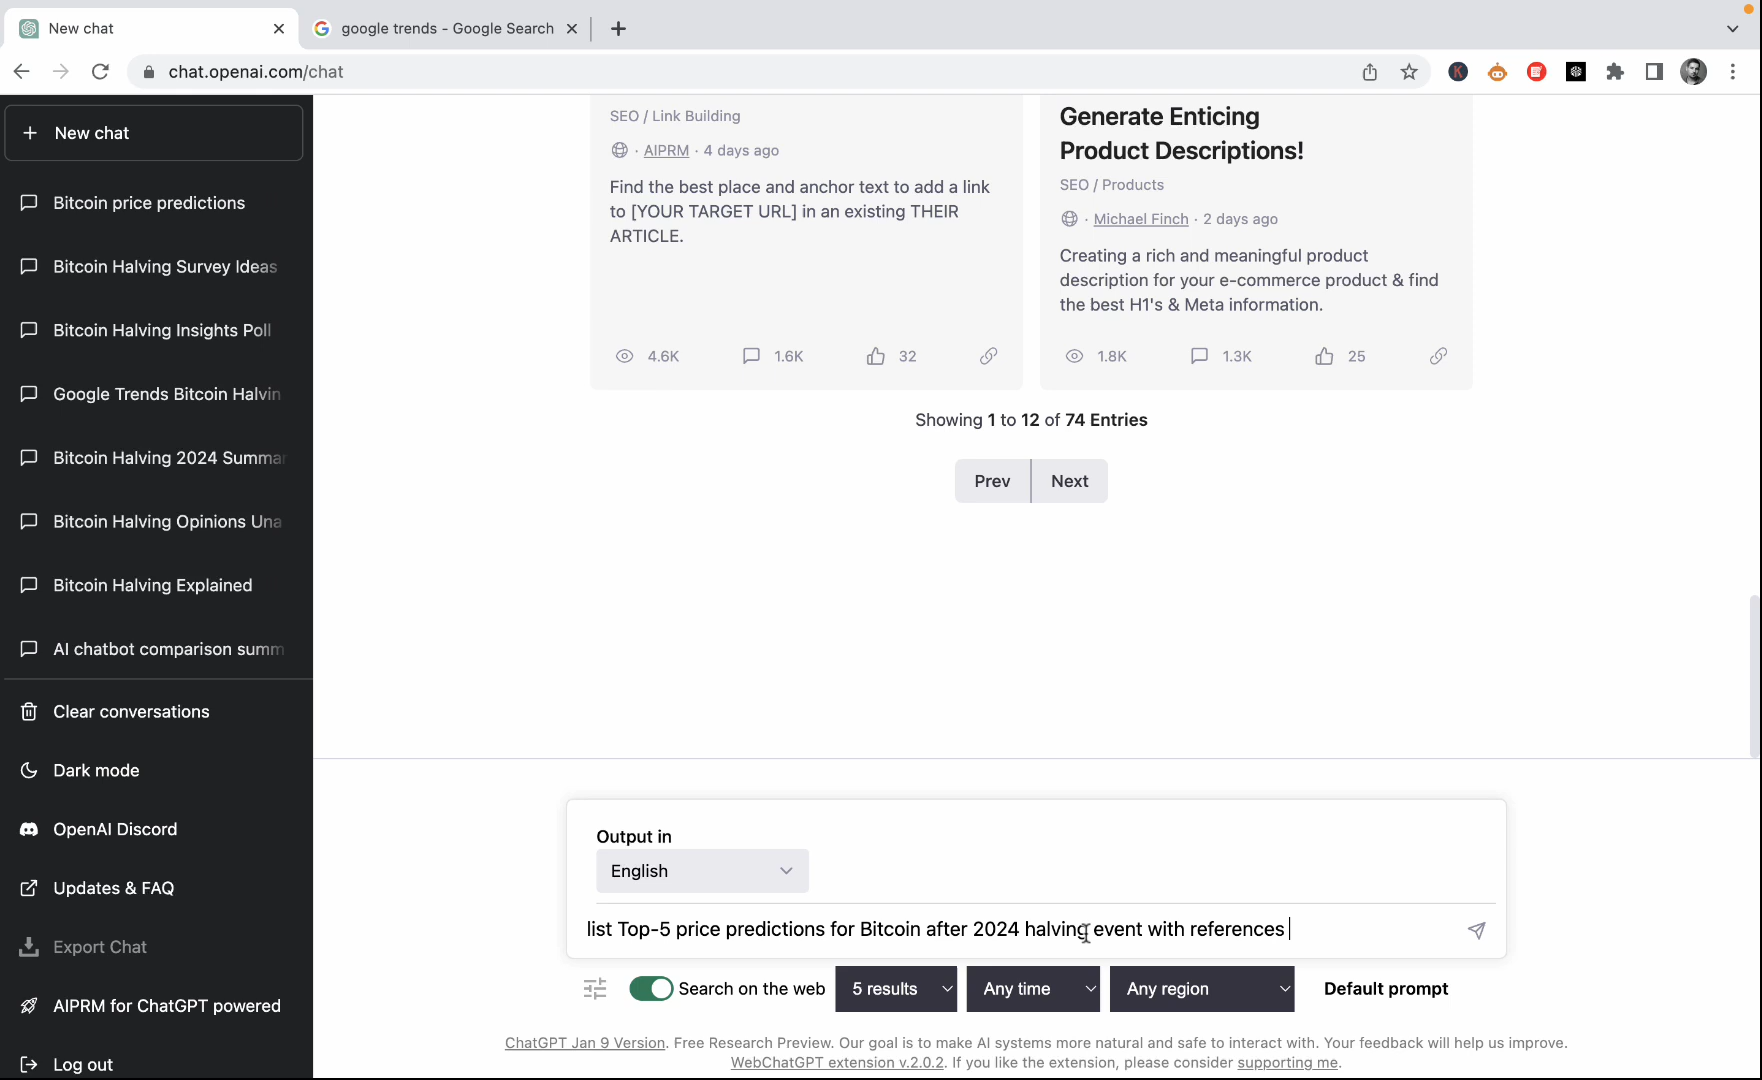 New chat
google trends - Google Search
chat.openai.com/chat
New chat
Bitcoin price predictions
Bitcoin Halving Survey Ideas
Bitcoin Halving Insights Poll
Google Trends Bitcoin Halvin
Bitcoin Halving 2024 Summar
Bitcoin Halving Opinions Una
Bitcoin Halving Explained
AI chatbot comparison summ
Clear conversations
Dark mode
OpenAI Discord
Updates & FAQ
Export Chat
AIPRM for ChatGPT powered
Log out
SEO / Link Building
· AIPRM · 4 days ago
Find the best place and anchor text to add a link
to [YOUR TARGET URL] in an existing THEIR
ARTICLE.
4.6K 1.6K 32
Generate Enticing
Product Descriptions!
SEO / Products
· Michael Finch · 2 days ago
Creating a rich and meaningful product
description for your e-commerce product & find
the best H1's & Meta information.
1.8K 1.3K 25
Showing 1 to 12 of 74 Entries
Prev Next
Output in
English
list Top-5 price predictions for Bitcoin after 2024 halving event with references
Search on the web 5 results Any time Any region Default prompt
ChatGPT Jan 9 Version. Free Research Preview. Our goal is to make AI systems more natural and safe to interact with. Your feedback will help us improve.
WebChatGPT extension v.2.0.2. If you like the extension, please consider supporting me.